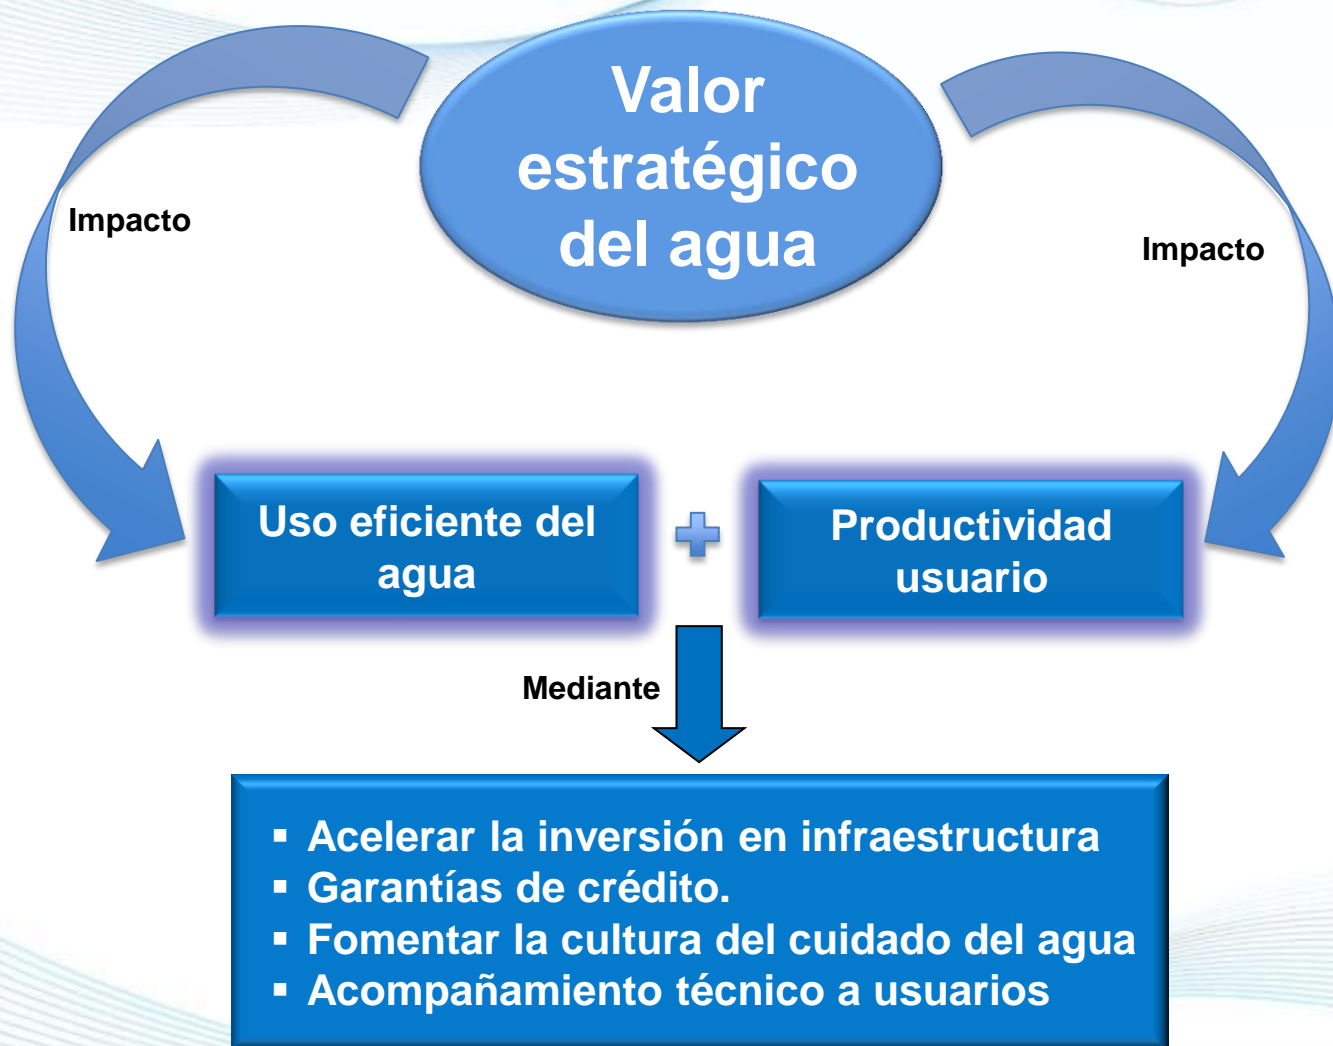 Valor
estratégico
del agua
Impacto
Impacto
Uso eficiente del
agua
Productividad
usuario
Mediante
▪ Acelerar la inversión en infraestructura
▪ Garantías de crédito.
▪ Fomentar la cultura del cuidado del agua
▪ Acompañamiento técnico a usuarios